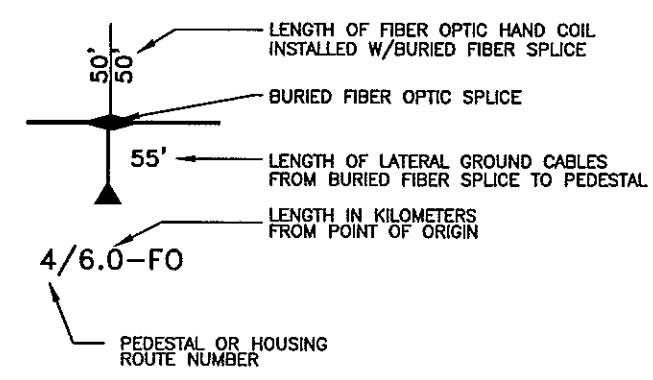 50'
50'
LENGTH OF FIBER OPTIC HAND COIL
INSTALLED W/BURIED FIBER SPLICE
BURIED FIBER OPTIC SPLICE
55'
LENGTH OF LATERAL GROUND CABLES
FROM BURIED FIBER SPLICE TO PEDESTAL
LENGTH IN KILOMETERS
FROM POINT OF ORIGIN
4/6.0-FO
PEDESTAL OR HOUSING
ROUTE NUMBER